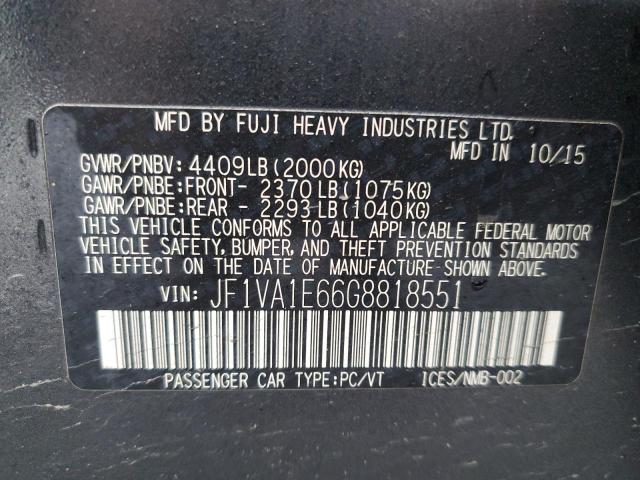 MFD BY FUJI HEAVY INDUSTRIES LTD.
MFD IN 10/15
GVWR/PNBV: 4409LB(2000KG)
GAWR/PNBE:FRONT- 2370LB(1075KG)
GAWR/PNBE:REAR - 2293LB(1040KG)
THIS VEHICLE CONFORMS TO ALL APPLICABLE FEDERAL MOTOR
VEHICLE SAFETY, BUMPER, AND THEFT PREVENTION STANDARDS
IN EFFECT ON THE DATE OF MANUFACTURE SHOWN ABOVE.
VIN: JF1VA1E66G8818551
PASSENGER CAR TYPE:PC/VT ICES/NMB-002